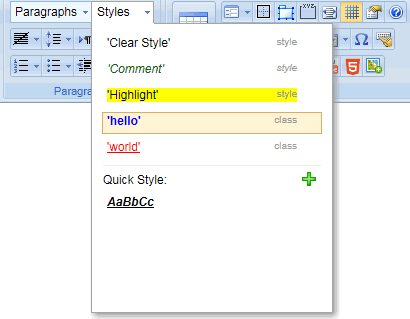 Paragraphs Styles
'Clear Style' style
'Comment' style
'Highlight' style
'hello' class
'world' class
Quick Style:
AaBbCc
Paragra